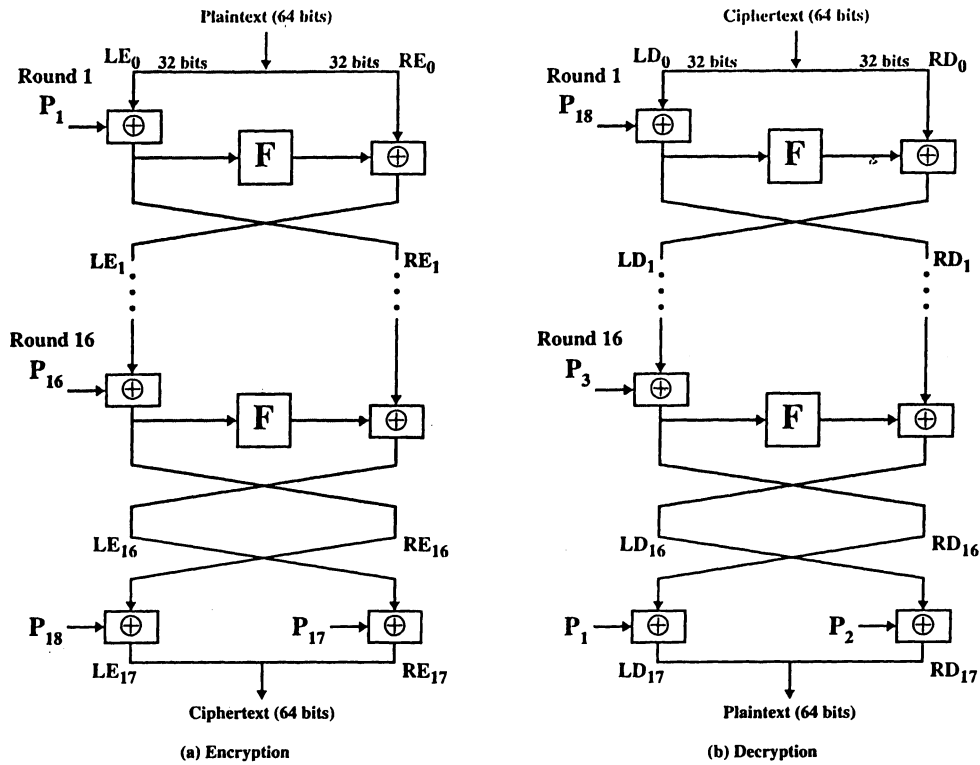 Plaintext (64 bits)
LE0 32 bits 32 bits RE0
Round 1
P1
⊕
F
⊕
LE1 RE1
Round 16
P16
⊕
F
⊕
LE16 RE16
P18
⊕
P17
⊕
LE17 RE17
Ciphertext (64 bits)
(a) Encryption
Ciphertext (64 bits)
LD0 32 bits 32 bits RD0
Round 1
P18
⊕
F
⊕
LD1 RD1
Round 16
P3
⊕
F
⊕
LD16 RD16
P1
⊕
P2
⊕
LD17 RD17
Plaintext (64 bits)
(b) Decryption